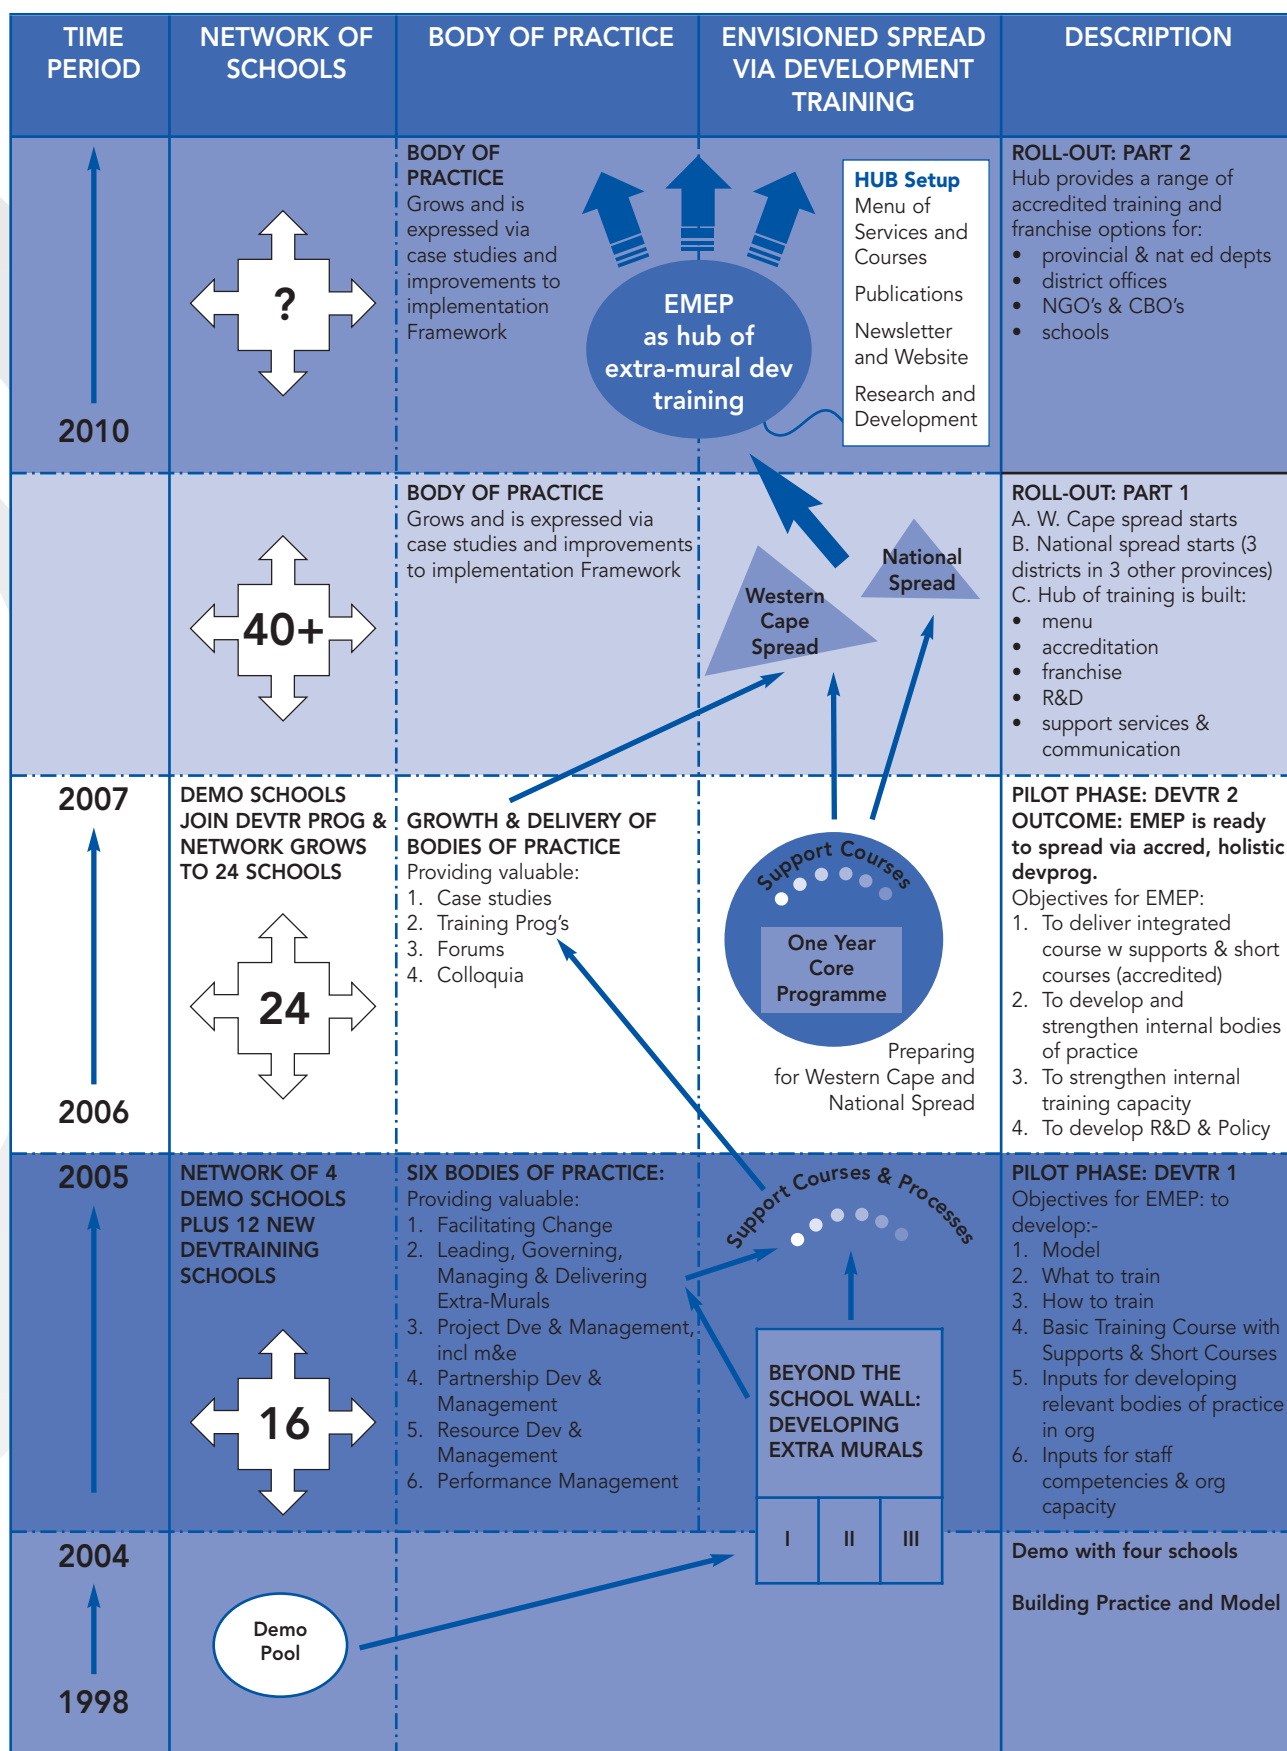 TIME
PERIOD
NETWORK OF
SCHOOLS
BODY OF PRACTICE
ENVISIONED SPREAD
VIA DEVELOPMENT
TRAINING
DESCRIPTION
2010
?
BODY OF
PRACTICE
Grows and is
expressed via
case studies and
improvements to
implementation
Framework
EMEP
as hub of
extra-mural dev
training
HUB Setup
Menu of
Services and
Courses
Publications
Newsletter
and Website
Research and
Development
ROLL-OUT: PART 2
Hub provides a range of
accredited training and
franchise options for:
• provincial & nat ed depts
• district offices
• NGO's & CBO's
• schools
40+
BODY OF PRACTICE
Grows and is expressed via
case studies and improvements
to implementation Framework
Western
Cape
Spread
National
Spread
ROLL-OUT: PART 1
A. W. Cape spread starts
B. National spread starts (3
districts in 3 other provinces)
C. Hub of training is built:
• menu
• accreditation
• franchise
• R&D
• support services &
communication
2007
2006
DEMO SCHOOLS
JOIN DEVTR PROG &
NETWORK GROWS
TO 24 SCHOOLS
24
GROWTH & DELIVERY OF
BODIES OF PRACTICE
Providing valuable:
1. Case studies
2. Training Prog's
3. Forums
4. Colloquia
Support Courses
One Year
Core
Programme
Preparing
for Western Cape and
National Spread
PILOT PHASE: DEVTR 2
OUTCOME: EMEP is ready
to spread via accred, holistic
devprog.
Objectives for EMEP:
1. To deliver integrated
course w supports & short
courses (accredited)
2. To develop and
strengthen internal bodies
of practice
3. To strengthen internal
training capacity
4. To develop R&D & Policy
2005
NETWORK OF 4
DEMO SCHOOLS
PLUS 12 NEW
DEVTRAINING
SCHOOLS
16
SIX BODIES OF PRACTICE:
Providing valuable:
1. Facilitating Change
2. Leading, Governing,
Managing & Delivering
Extra-Murals
3. Project Dve & Management,
incl m&e
4. Partnership Dev &
Management
5. Resource Dev &
Management
6. Performance Management
Support Courses & Processes
BEYOND THE
SCHOOL WALL:
DEVELOPING
EXTRA MURALS
I II III
PILOT PHASE: DEVTR 1
Objectives for EMEP: to
develop:-
1. Model
2. What to train
3. How to train
4. Basic Training Course with
Supports & Short Courses
5. Inputs for developing
relevant bodies of practice
in org
6. Inputs for staff
competencies & org
capacity
2004
1998
Demo
Pool
Demo with four schools
Building Practice and Model